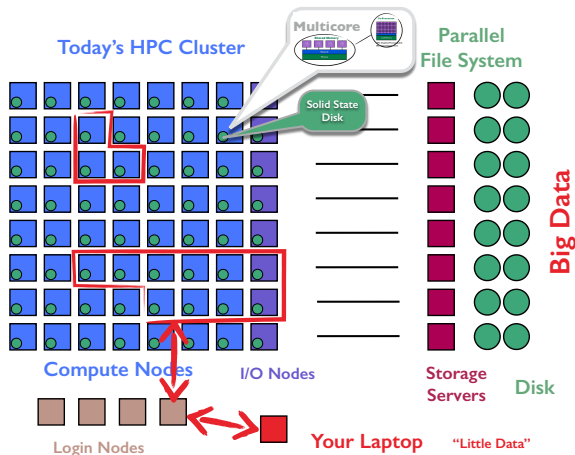 Today's HPC Cluster
Multicore
Parallel
File System
Solid State
Disk
Big Data
Compute Nodes
I/O Nodes
Storage
Servers
Disk
Login Nodes
Your Laptop
"Little Data"